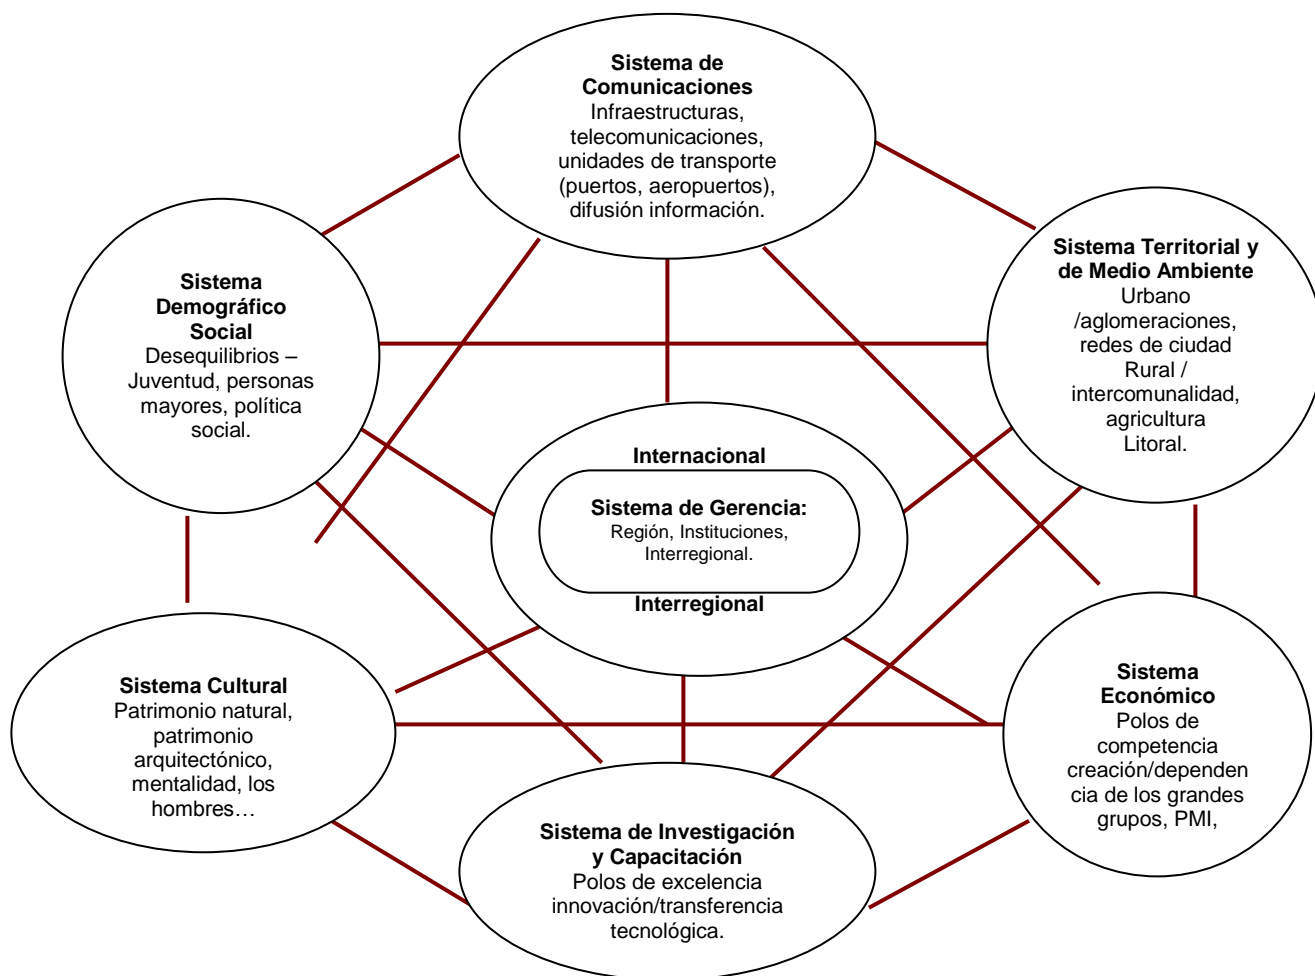 Sistema de
Comunicaciones
Infraestructuras,
telecomunicaciones,
unidades de transporte
(puertos, aeropuertos),
difusión información.
Sistema
Demográfico
Social
Desequilibrios –
Juventud, personas
mayores, política
social.
Sistema Territorial y
de Medio Ambiente
Urbano
/aglomeraciones,
redes de ciudad
Rural /
intercomunalidad,
agricultura
Litoral.
Internacional
Sistema de Gerencia:
Región, Instituciones,
Interregional.
Interregional
Sistema Cultural
Patrimonio natural,
patrimonio
arquitectónico,
mentalidad, los
hombres…
Sistema
Económico
Polos de
competencia
creación/dependen
cia de los grandes
grupos, PMI,
Sistema de Investigación
y Capacitación
Polos de excelencia
innovación/transferencia
tecnológica.